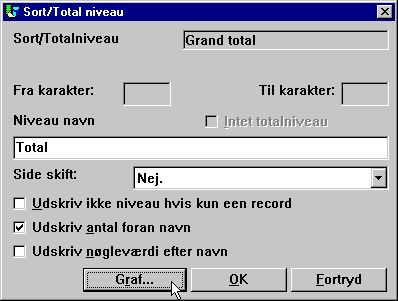 Sort/Total niveau
Sort/Totalniveau Grand total
Fra karakter: Til karakter:
Niveau navn Intet totalniveau
Total
Side skift: Nej.
Udskriv ikke niveau hvis kun een record
Udskriv antal foran navn
Udskriv nøgleværdi efter navn
Graf... OK Fortryd